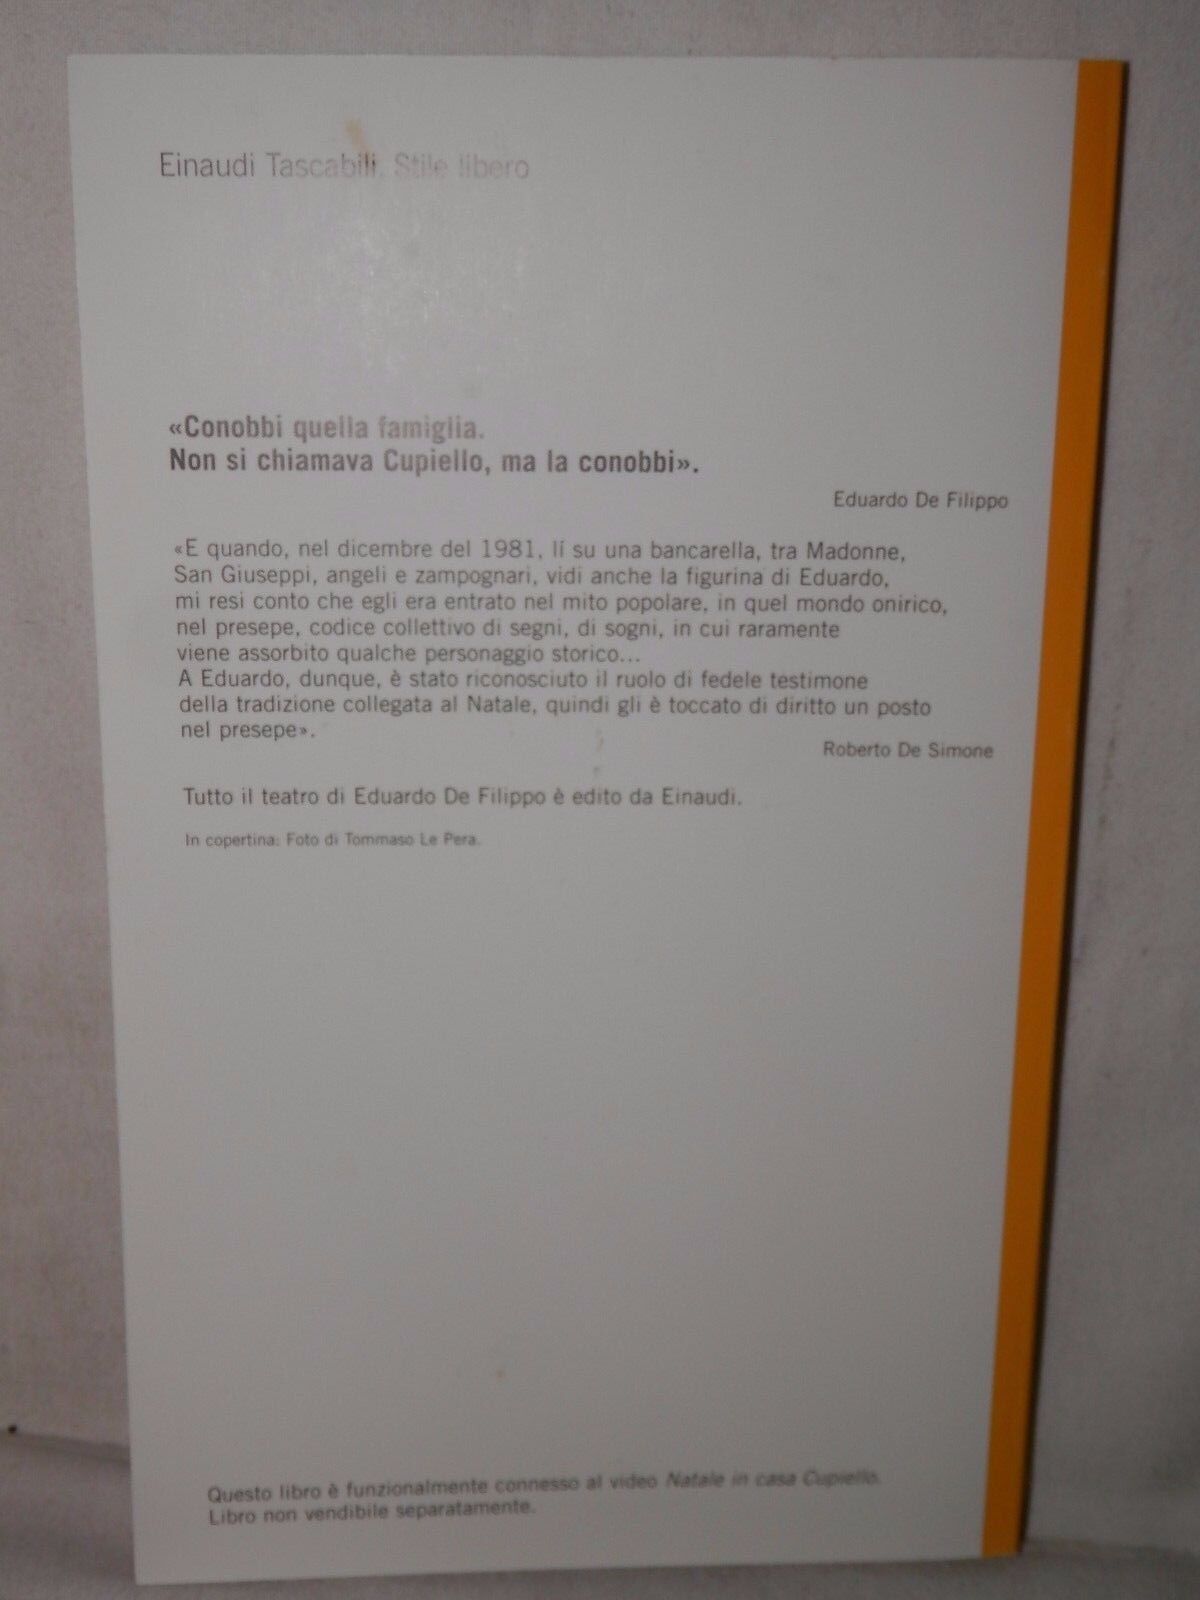 Einaudi Tascabili. Stile libero
«Conobbi quella famiglia.
Non si chiamava Cupiello, ma la conobbi».
Eduardo De Filippo
«E quando, nel dicembre del 1981, lí su una bancarella, tra Madonne,
San Giuseppi, angeli e zampognari, vidi anche la figurina di Eduardo,
mi resi conto che egli era entrato nel mito popolare, in quel mondo onirico,
nel presepe, codice collettivo di segni, di sogni, in cui raramente
viene assorbito qualche personaggio storico...
A Eduardo, dunque, è stato riconosciuto il ruolo di fedele testimone
della tradizione collegata al Natale, quindi gli è toccato di diritto un posto
nel presepe».
Roberto De Simone
Tutto il teatro di Eduardo De Filippo è edito da Einaudi.
In copertina: Foto di Tommaso Le Pera.
Questo libro è funzionalmente connesso al video Natale in casa Cupiello.
Libro non vendibile separatamente.